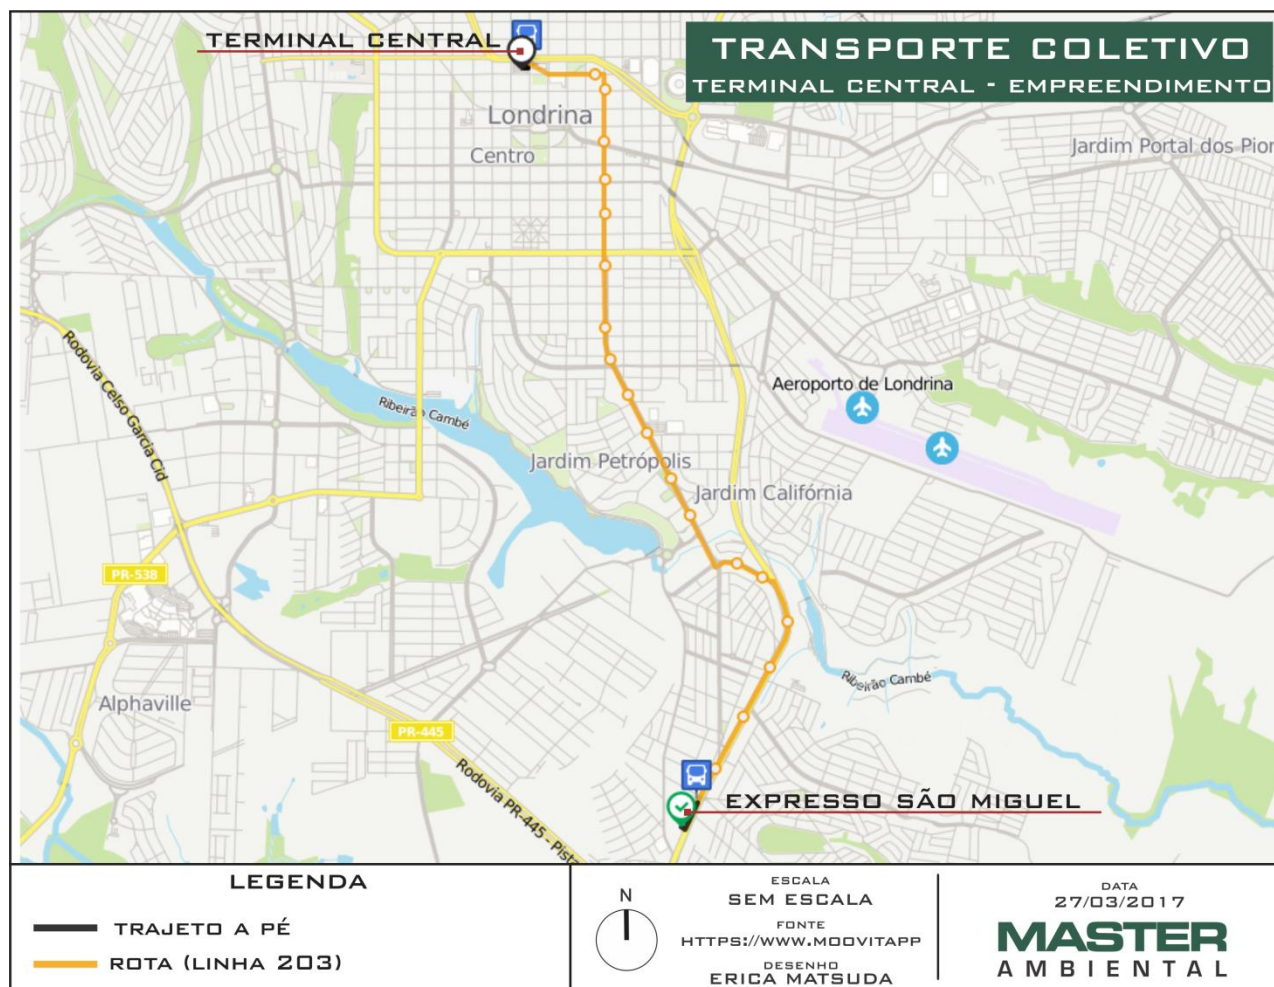 TERMINAL CENTRAL
TRANSPORTE COLETIVO
TERMINAL CENTRAL - EMPREENDIMENTO
Londrina
Centro
Jardim Portal dos Pion
Rodovia Celso Garcia Cid
Ribeirão Cambé
Aeroporto de Londrina
Jardim Petrópolis
Jardim Califórnia
PR-538
Ribeirão Cambé
Alphaville
PR-445
Rodovia PR-445 - Pista
EXPRESSO SÃO MIGUEL
LEGENDA
TRAJETO A PÉ
ROTA (LINHA 203)
N
ESCALA
SEM ESCALA
FONTE
HTTPS://WWW.MOOVITAPP
DESENHO
ERICA MATSUDA
DATA
27/03/2017
MASTER
AMBIENTAL